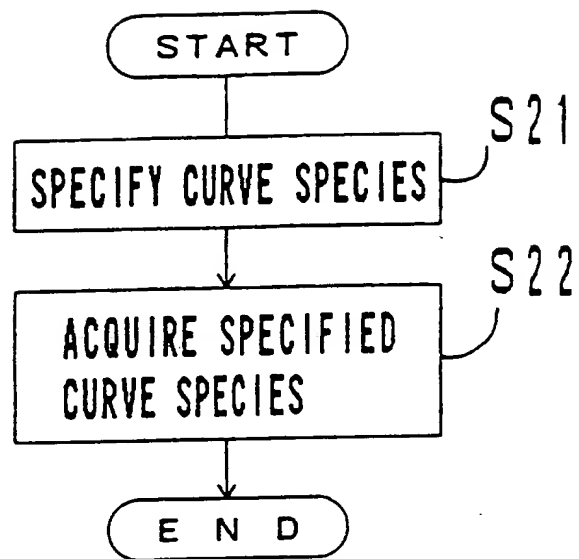 START
S21
SPECIFY CURVE SPECIES
S22
ACQUIRE SPECIFIED
CURVE SPECIES
END